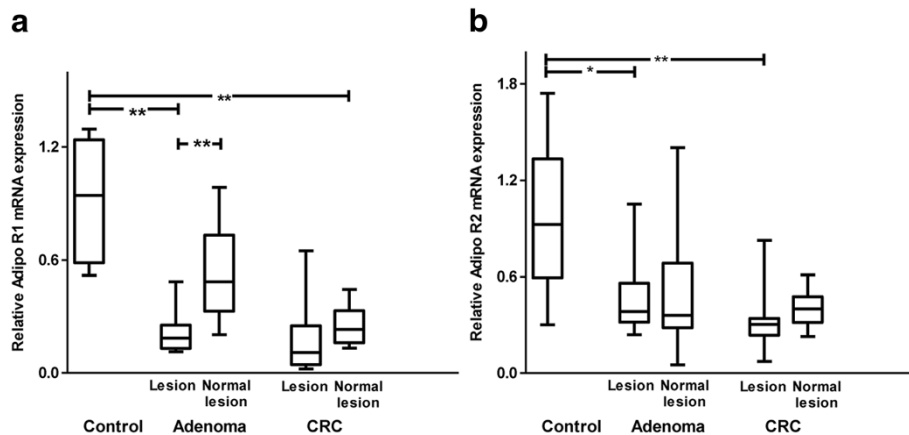 a
Relative Adipo R1 mRNA expression
1.2
0.6
0.0
**
**
**
Lesion Normal lesion
Lesion Normal lesion
Control Adenoma CRC
b
Relative Adipo R2 mRNA expression
1.8
1.2
0.6
0.0
**
*
Lesion Normal lesion
Lesion Normal lesion
Control Adenoma CRC